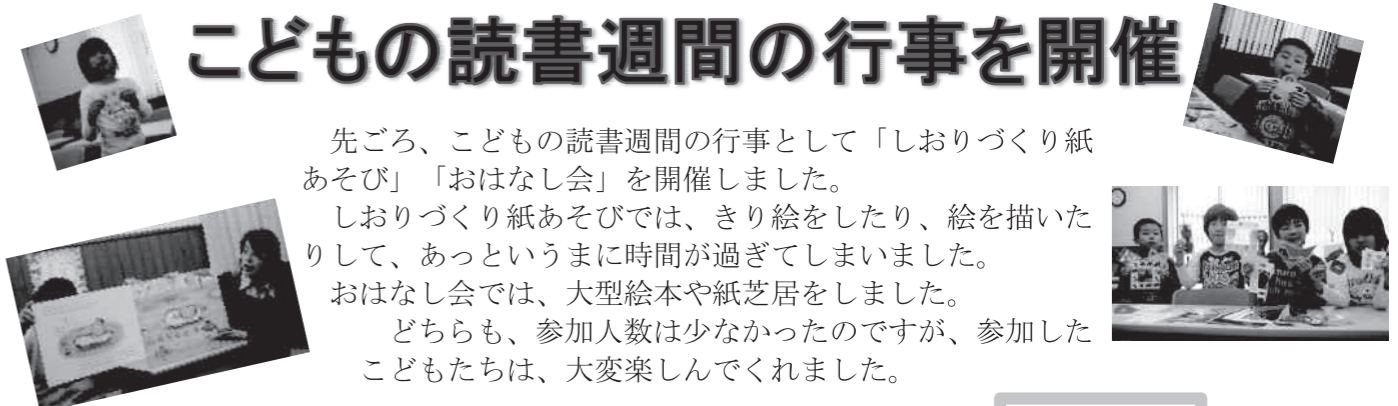 こどもの読書週間の行事を開催
先ごろ、こどもの読書週間の行事として「しおりづくり紙
あそび」「おはなし会」を開催しました。
しおりづくり紙あそびでは、きり絵をしたり、絵を描いた
りして、あっというまに時間が過ぎてしまいました。
おはなし会では、大型絵本や紙芝居をしました。
どちらも、参加人数は少なかったのですが、参加した
こどもたちは、大変楽しんでくれました。